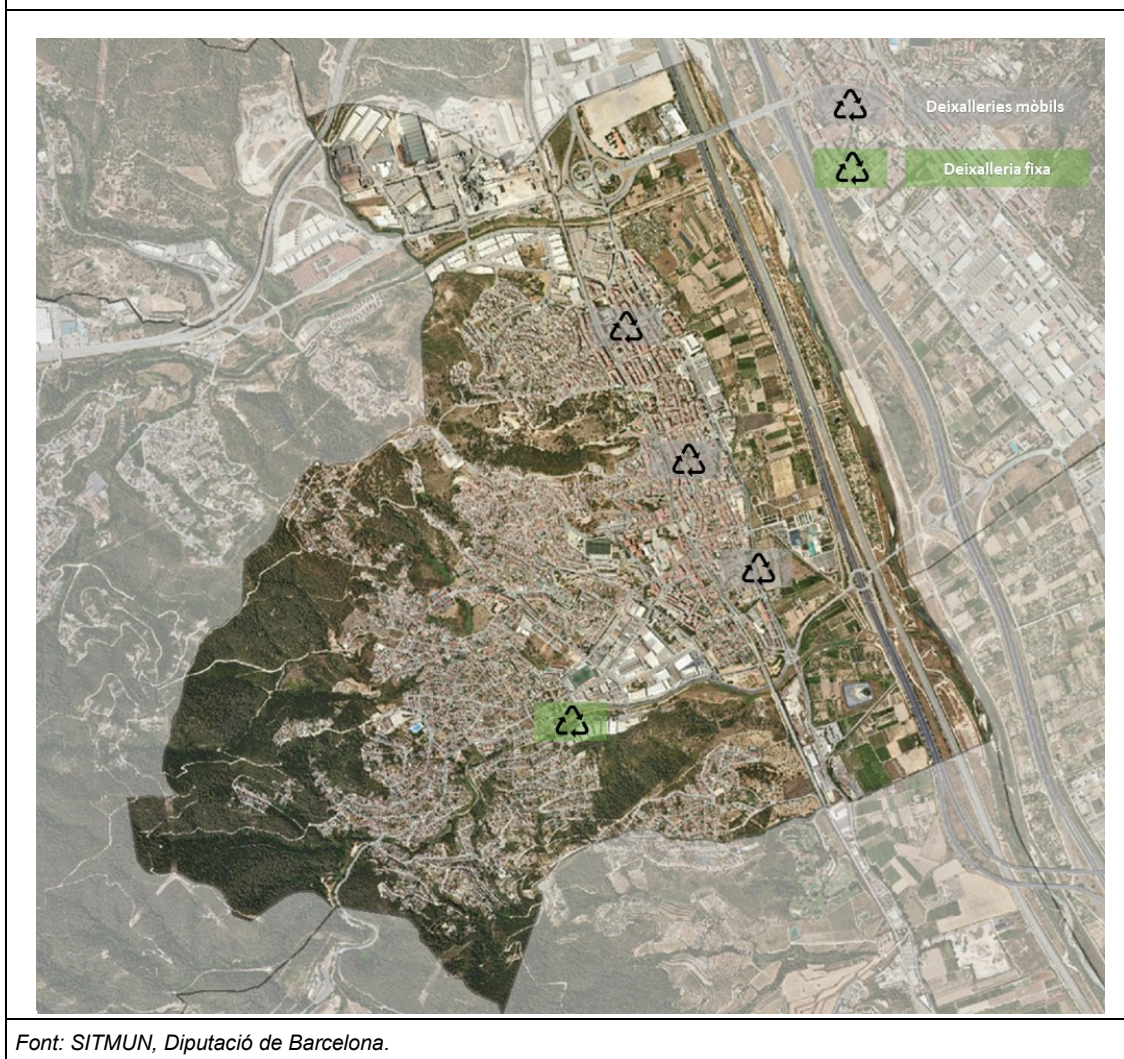 Deixalleries mòbils
Deixalleria fixa
Font: SITMUN, Diputació de Barcelona.